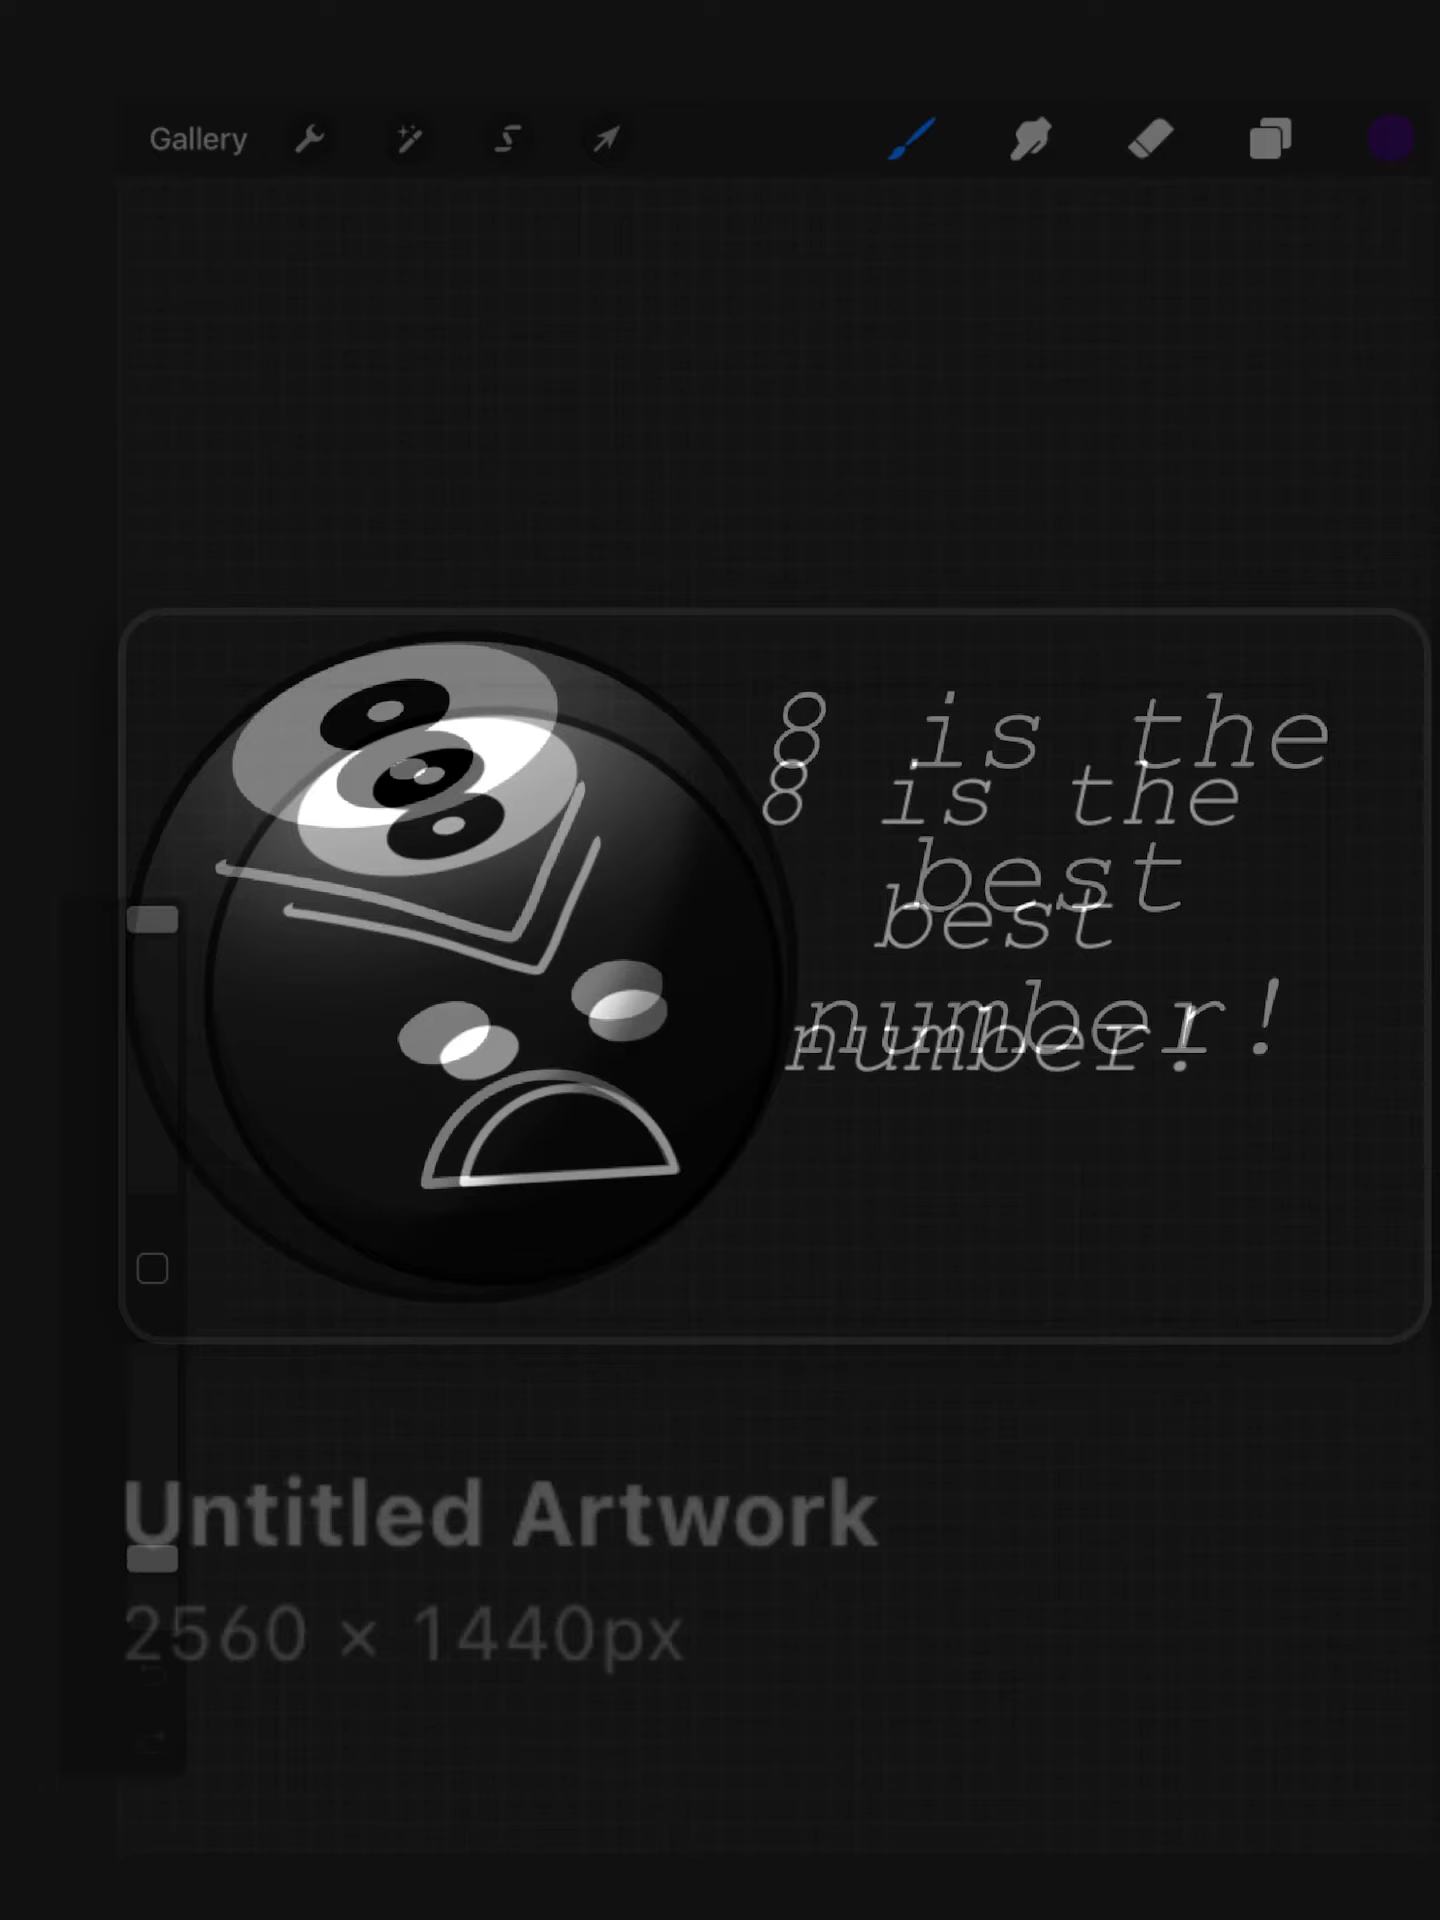 Gallery
8 is the
best
number!
8 is the
best
number!
Untitled Artwork
2560 × 1440px